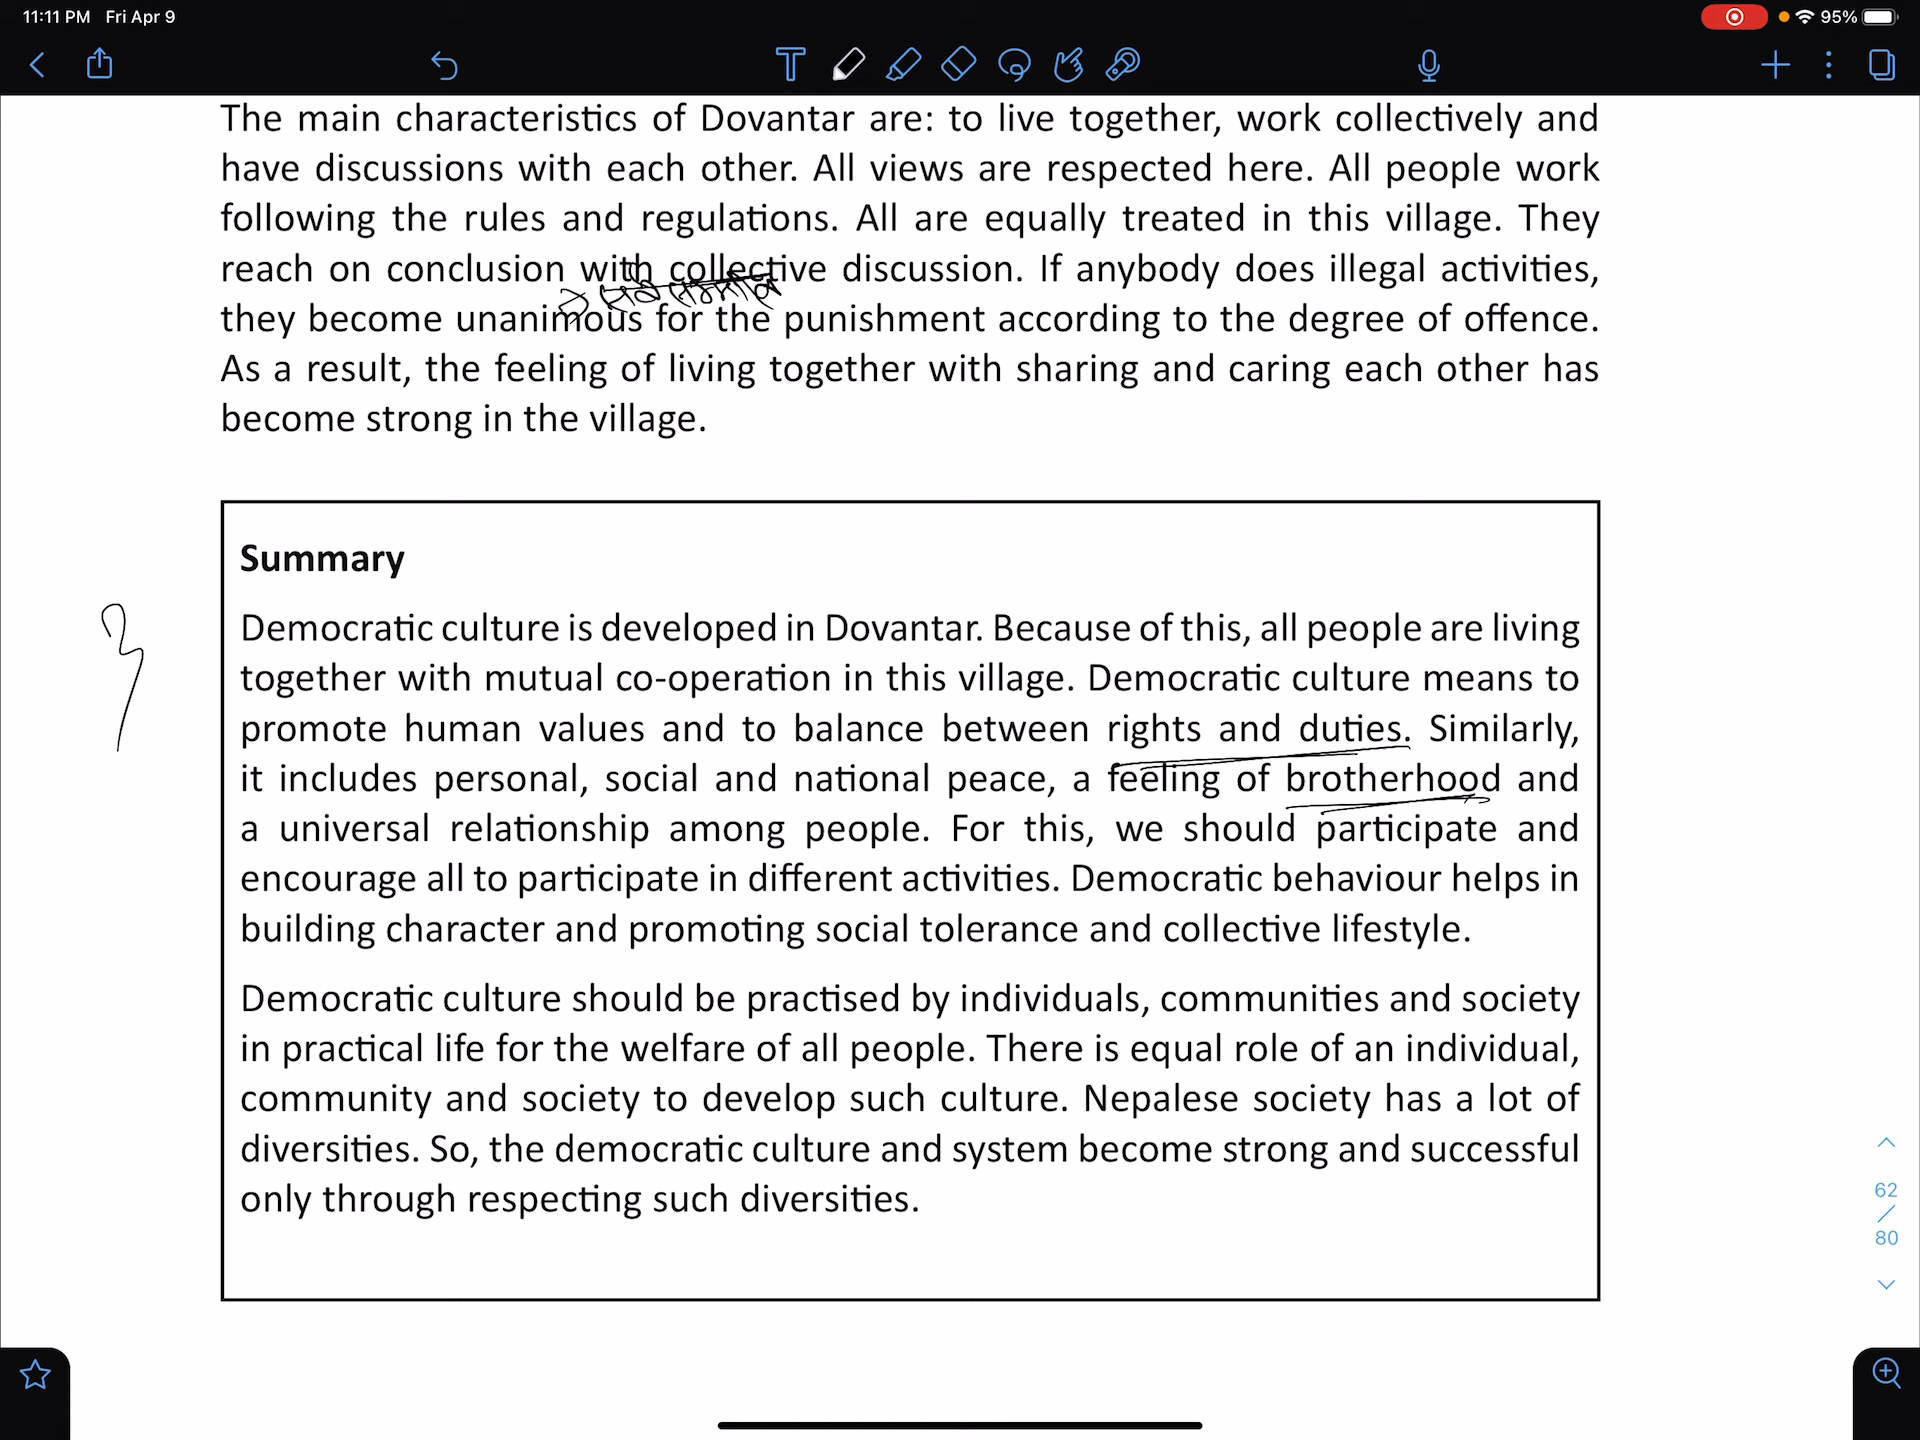 11:11 PM Fri Apr 9 95%
The main characteristics of Dovantar are: to live together, work collectively and
have discussions with each other. All views are respected here. All people work
following the rules and regulations. All are equally treated in this village. They
reach on conclusion with collective discussion. If anybody does illegal activities,
they become unanimous for the punishment according to the degree of offence.
As a result, the feeling of living together with sharing and caring each other has
become strong in the village.
Summary
Democratic culture is developed in Dovantar. Because of this, all people are living
together with mutual co-operation in this village. Democratic culture means to
promote human values and to balance between rights and duties. Similarly,
it includes personal, social and national peace, a feeling of brotherhood and
a universal relationship among people. For this, we should participate and
encourage all to participate in different activities. Democratic behaviour helps in
building character and promoting social tolerance and collective lifestyle.
Democratic culture should be practised by individuals, communities and society
in practical life for the welfare of all people. There is equal role of an individual,
community and society to develop such culture. Nepalese society has a lot of
diversities. So, the democratic culture and system become strong and successful
only through respecting such diversities.
62
/
80